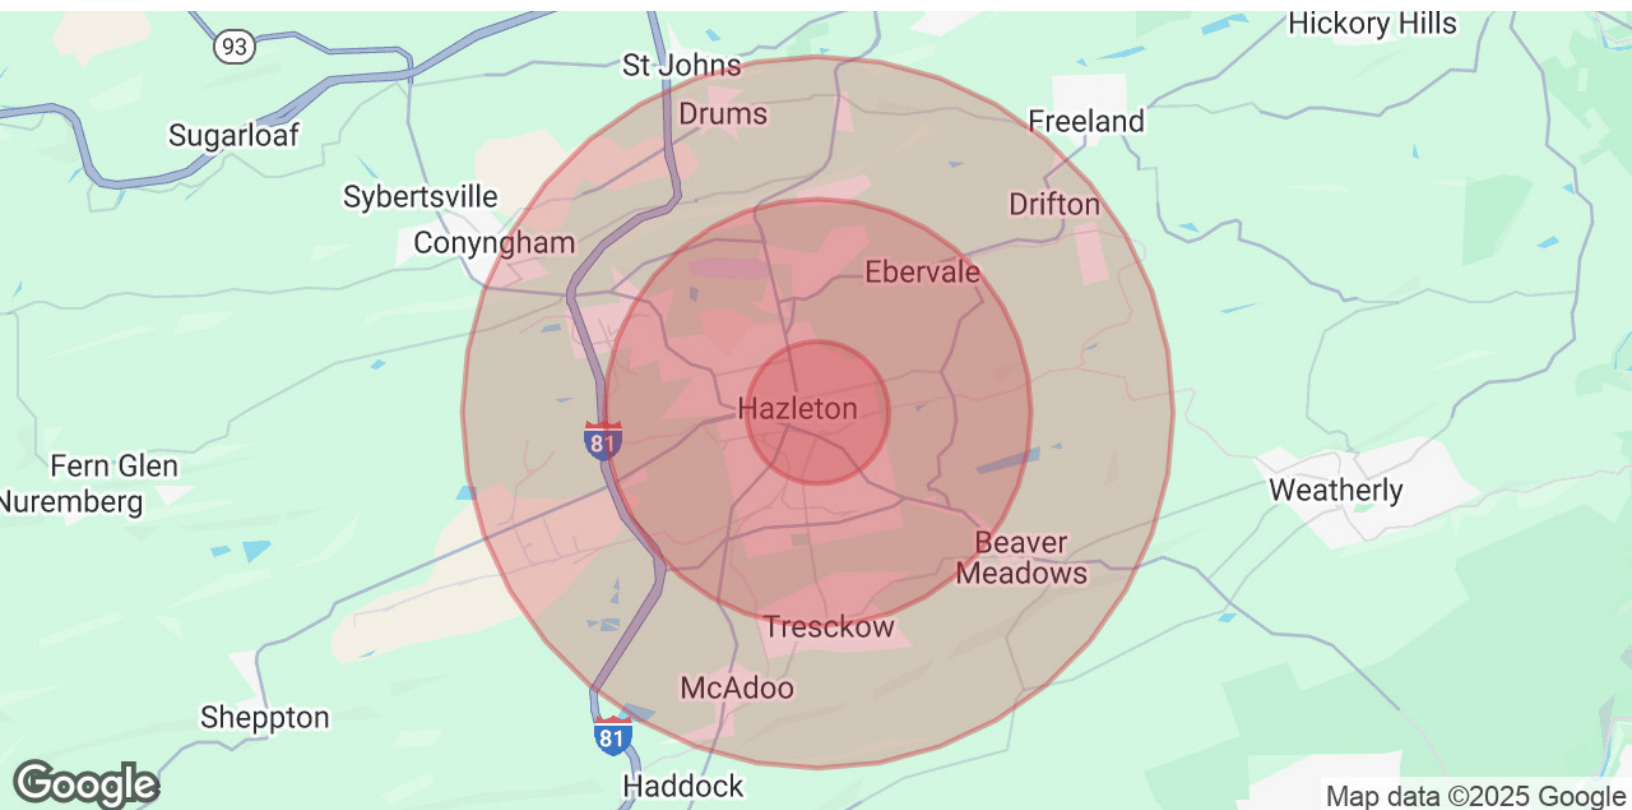 Hickory Hills
93
St Johns
Drums
Freeland
Sugarloaf
Sybertsville
Drifton
Conyngham
Ebervale
Hazleton
81
Fern Glen
Nuremberg
Weatherly
Beaver
Meadows
Tresckow
McAdoo
Sheppton
81
Haddock
Google
Map data ©2025 Google